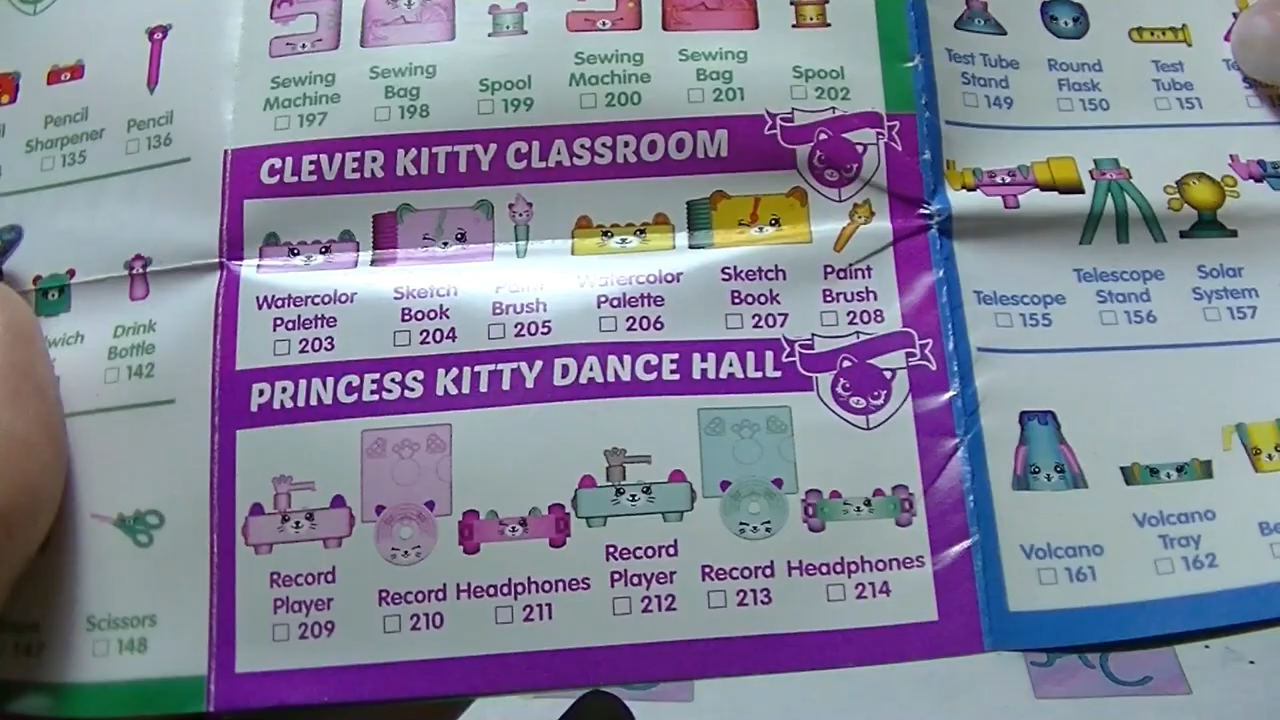 Pencil
Sharpener
135
Pencil
136
Drink
Bottle
142
Scissors
148
Sewing
Machine
197
Sewing
Bag
198
Spool
199
Sewing
Machine
200
Sewing
Bag
201
Spool
202
CLEVER KITTY CLASSROOM
Watercolor
Palette
203
Sketch
Book
204
Paint
Brush
205
Watercolor
Palette
206
Sketch
Book
207
Paint
Brush
208
PRINCESS KITTY DANCE HALL
Record
Player
209
Record
210
Headphones
211
Record
Player
212
Record
213
Headphones
214
Test Tube
Stand
149
Round
Flask
150
Test
Tube
151
Telescope
155
Telescope
Stand
156
Solar
System
157
Volcano
161
Volcano
Tray
162